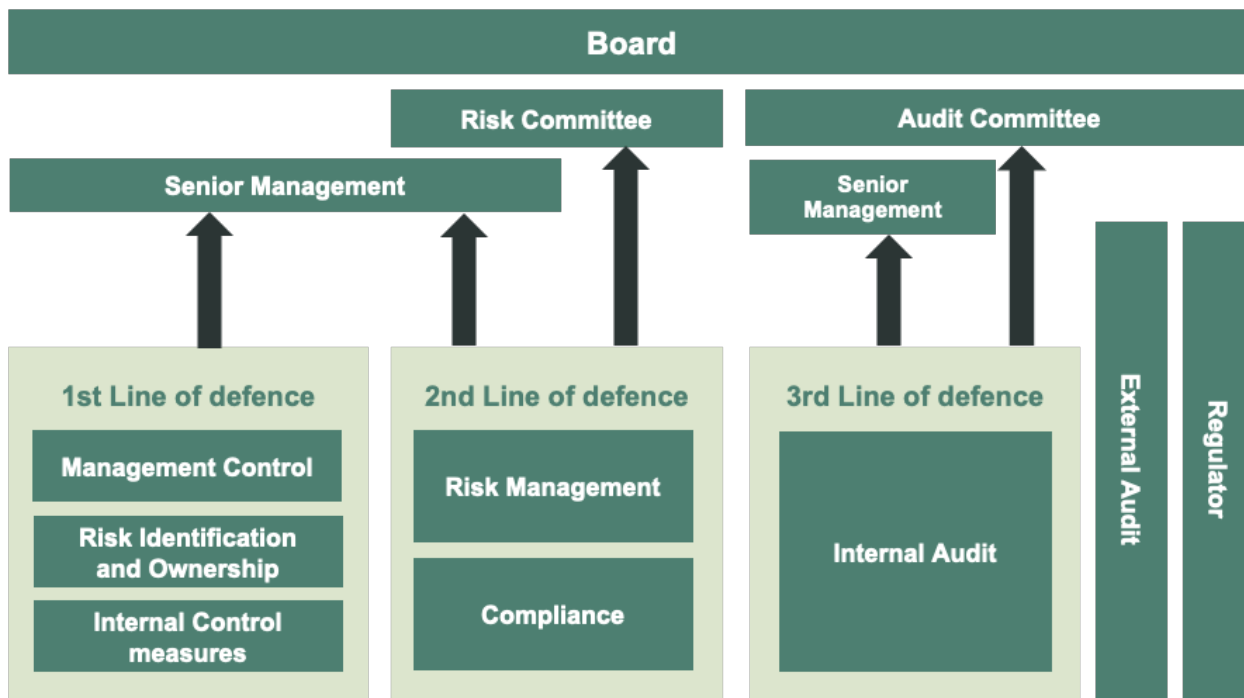 Board
Risk Committee
Audit Committee
Senior Management
Senior
Management
1st Line of defence
Management Control
Risk Identification
and Ownership
Internal Control
measures
2nd Line of defence
Risk Management
Compliance
3rd Line of defence
Internal Audit
External Audit
Regulator